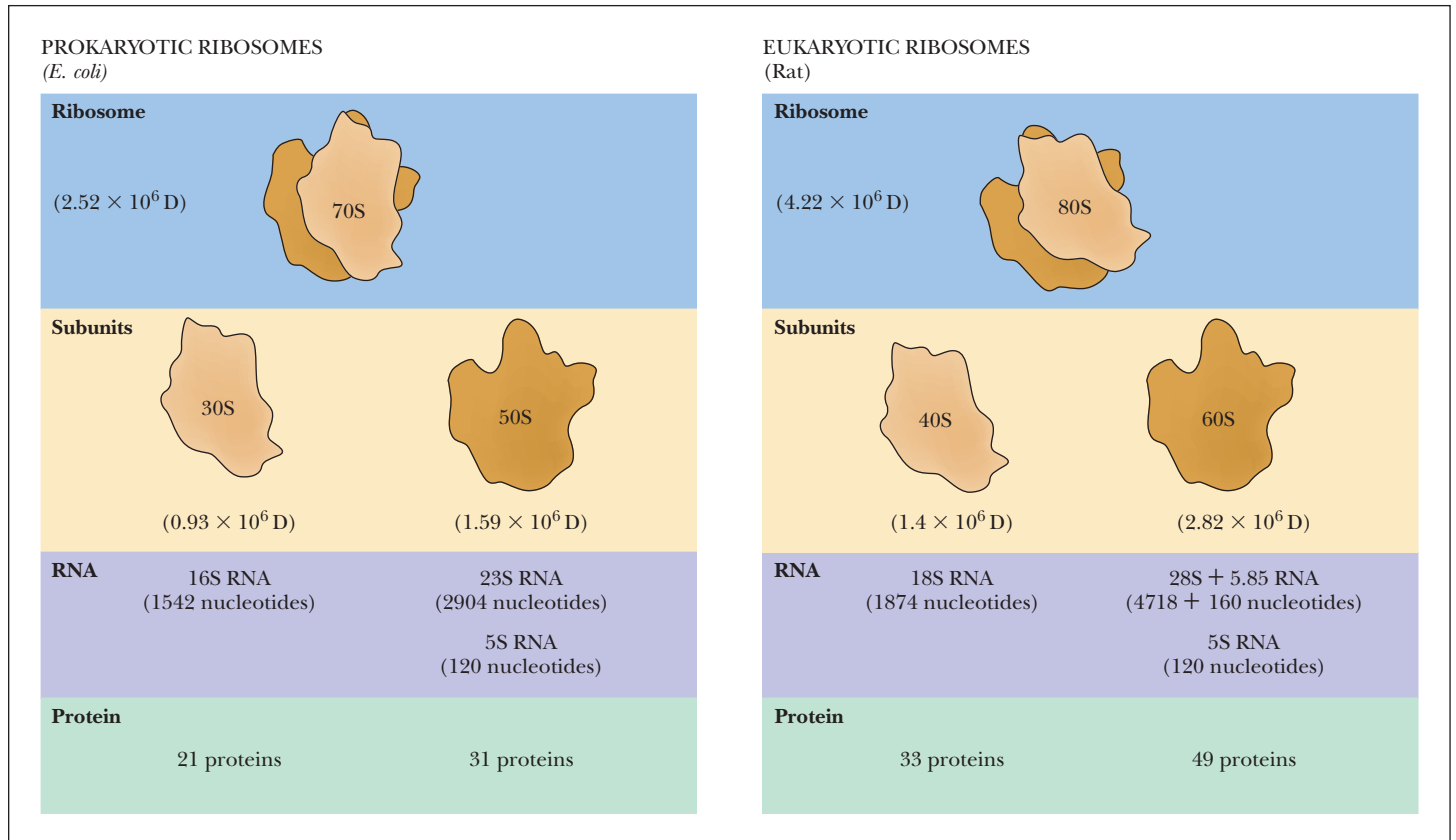 PROKARYOTIC RIBOSOMES
(E. coli)
Ribosome
(2.52 × 10⁶ D)
70S
Subunits
30S
50S
(0.93 × 10⁶ D)
(1.59 × 10⁶ D)
RNA
16S RNA
(1542 nucleotides)
23S RNA
(2904 nucleotides)
5S RNA
(120 nucleotides)
Protein
21 proteins
31 proteins
EUKARYOTIC RIBOSOMES
(Rat)
Ribosome
(4.22 × 10⁶ D)
80S
Subunits
40S
60S
(1.4 × 10⁶ D)
(2.82 × 10⁶ D)
RNA
18S RNA
(1874 nucleotides)
28S + 5.85 RNA
(4718 + 160 nucleotides)
5S RNA
(120 nucleotides)
Protein
33 proteins
49 proteins